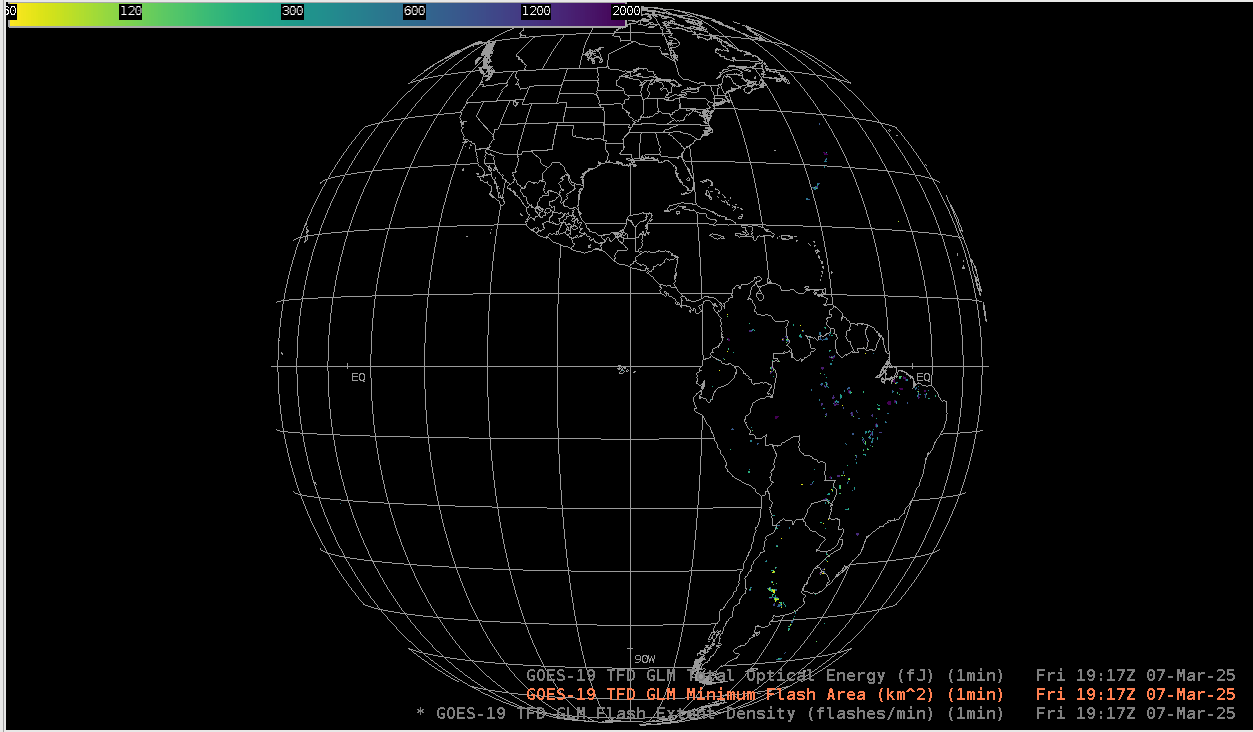 60 120 300 600 1200 2000
EQ EQ
90W
GOES-19 TFD GLM Total Optical Energy (fJ) (1min) Fri 19:17Z 07-Mar-25
GOES-19 TFD GLM Minimum Flash Area (km^2) (1min) Fri 19:17Z 07-Mar-25
* GOES-19 TFD GLM Flash Extent Density (flashes/min) (1min) Fri 19:17Z 07-Mar-25